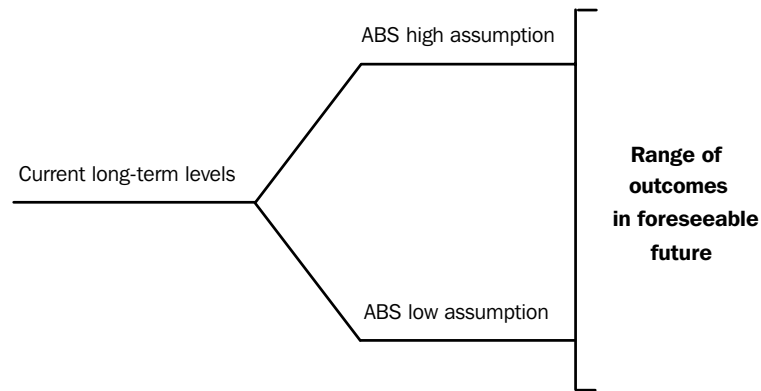 ABS high assumption
Current long-term levels
Range of
outcomes
in foreseeable
future
ABS low assumption